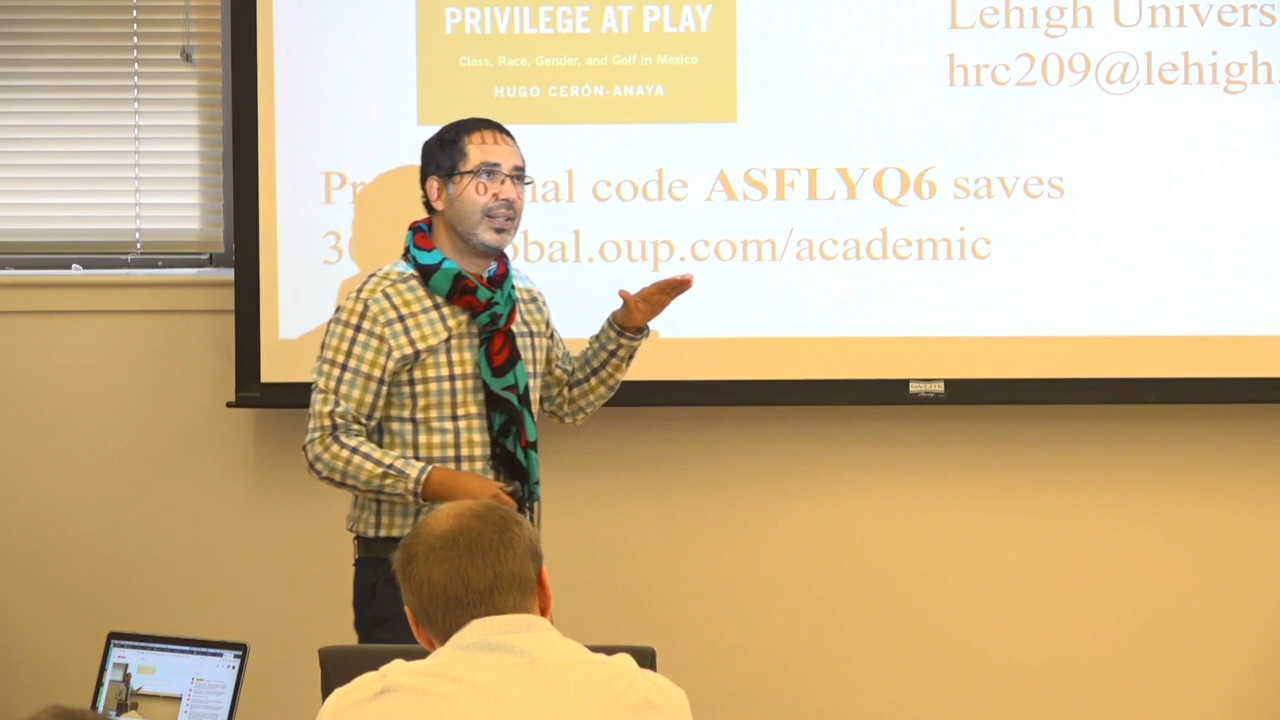 PRIVILEGE AT PLAY
Class, Race, Gender, and Golf in Mexico
HUGO CERÓN-ANAYA
Lehigh Univers
hrc209@lehigh.
Pr nal code ASFLYQ6 saves
3 obal.oup.com/academic